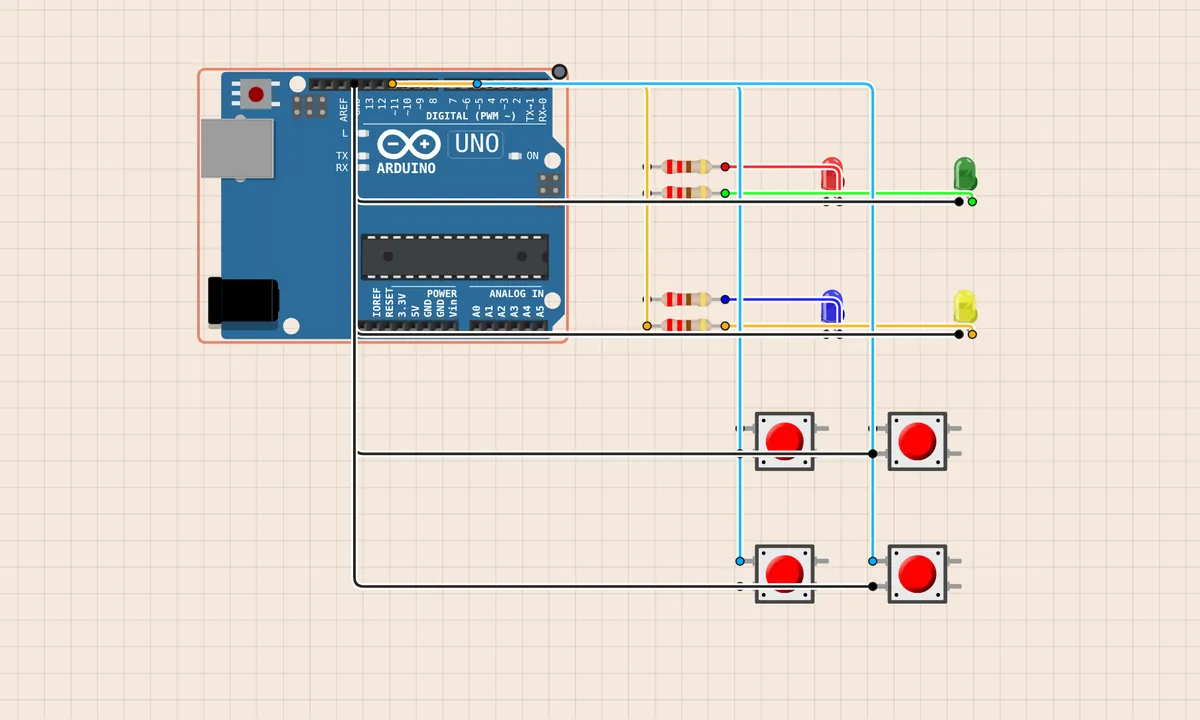 AREF
GND
13
12
~11
~10
~9
8
7
~6
~5
4
~3
2
TX→1
RX←0
DIGITAL (PWM ~)
L
TX
RX
UNO
ON
ARDUINO
IOREF
RESET
3.3V
5V
GND
GND
Vin
POWER
ANALOG IN
A0
A1
A2
A3
A4
A5